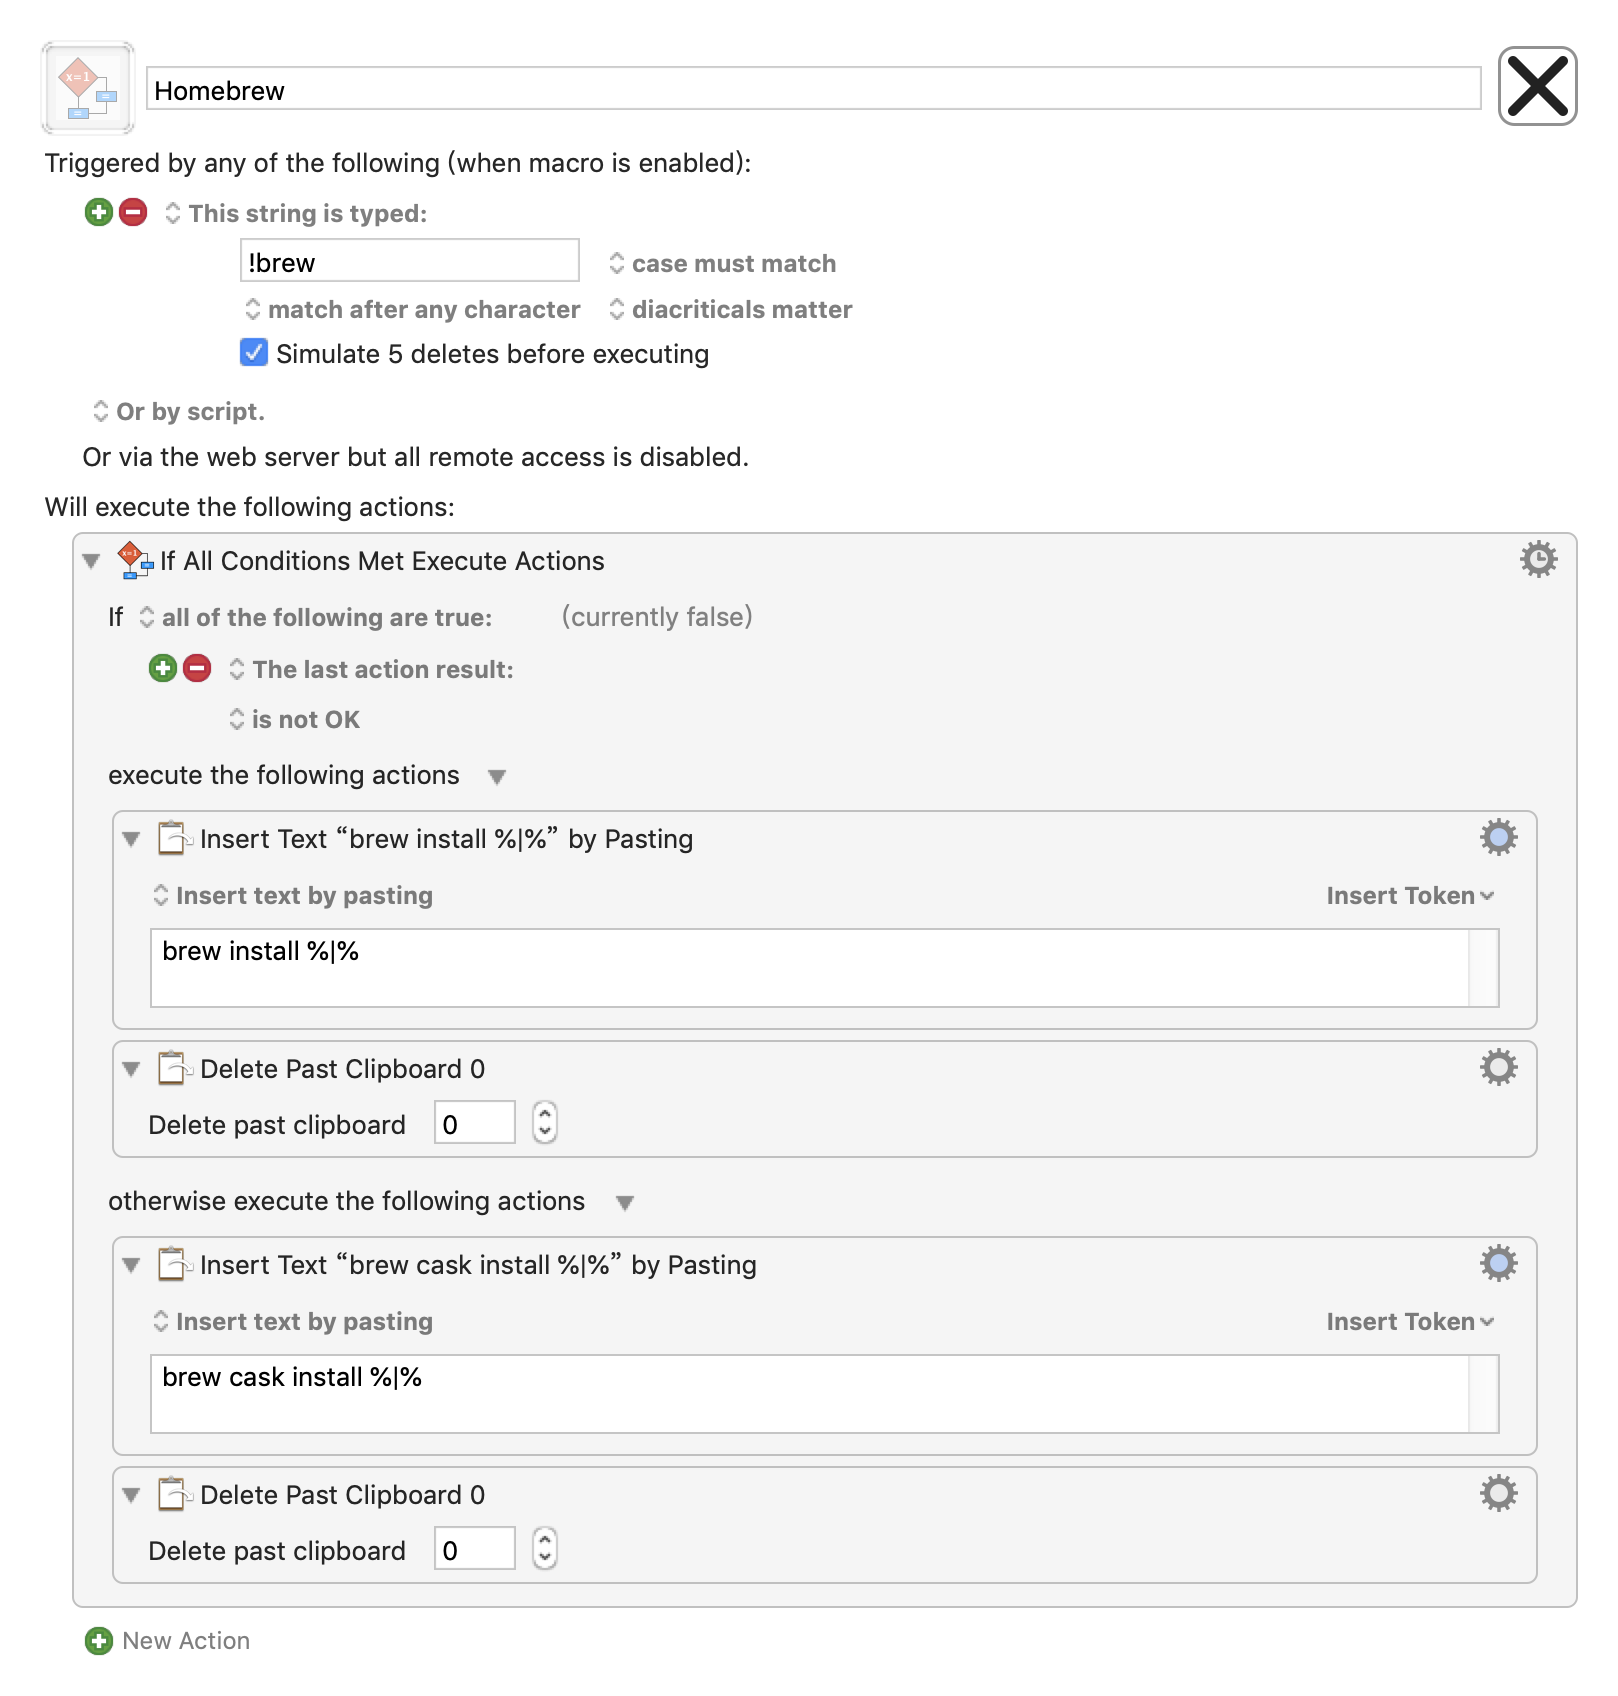 x=1
Homebrew
Triggered by any of the following (when macro is enabled):
This string is typed:
!brew case must match
match after any character diacriticals matter
Simulate 5 deletes before executing
Or by script.
Or via the web server but all remote access is disabled.
Will execute the following actions:
x=1 If All Conditions Met Execute Actions
If all of the following are true: (currently false)
The last action result:
is not OK
execute the following actions
Insert Text “brew install %|%” by Pasting
Insert text by pasting Insert Token
brew install %|%
Delete Past Clipboard 0
Delete past clipboard 0
otherwise execute the following actions
Insert Text “brew cask install %|%” by Pasting
Insert text by pasting Insert Token
brew cask install %|%
Delete Past Clipboard 0
Delete past clipboard 0
New Action